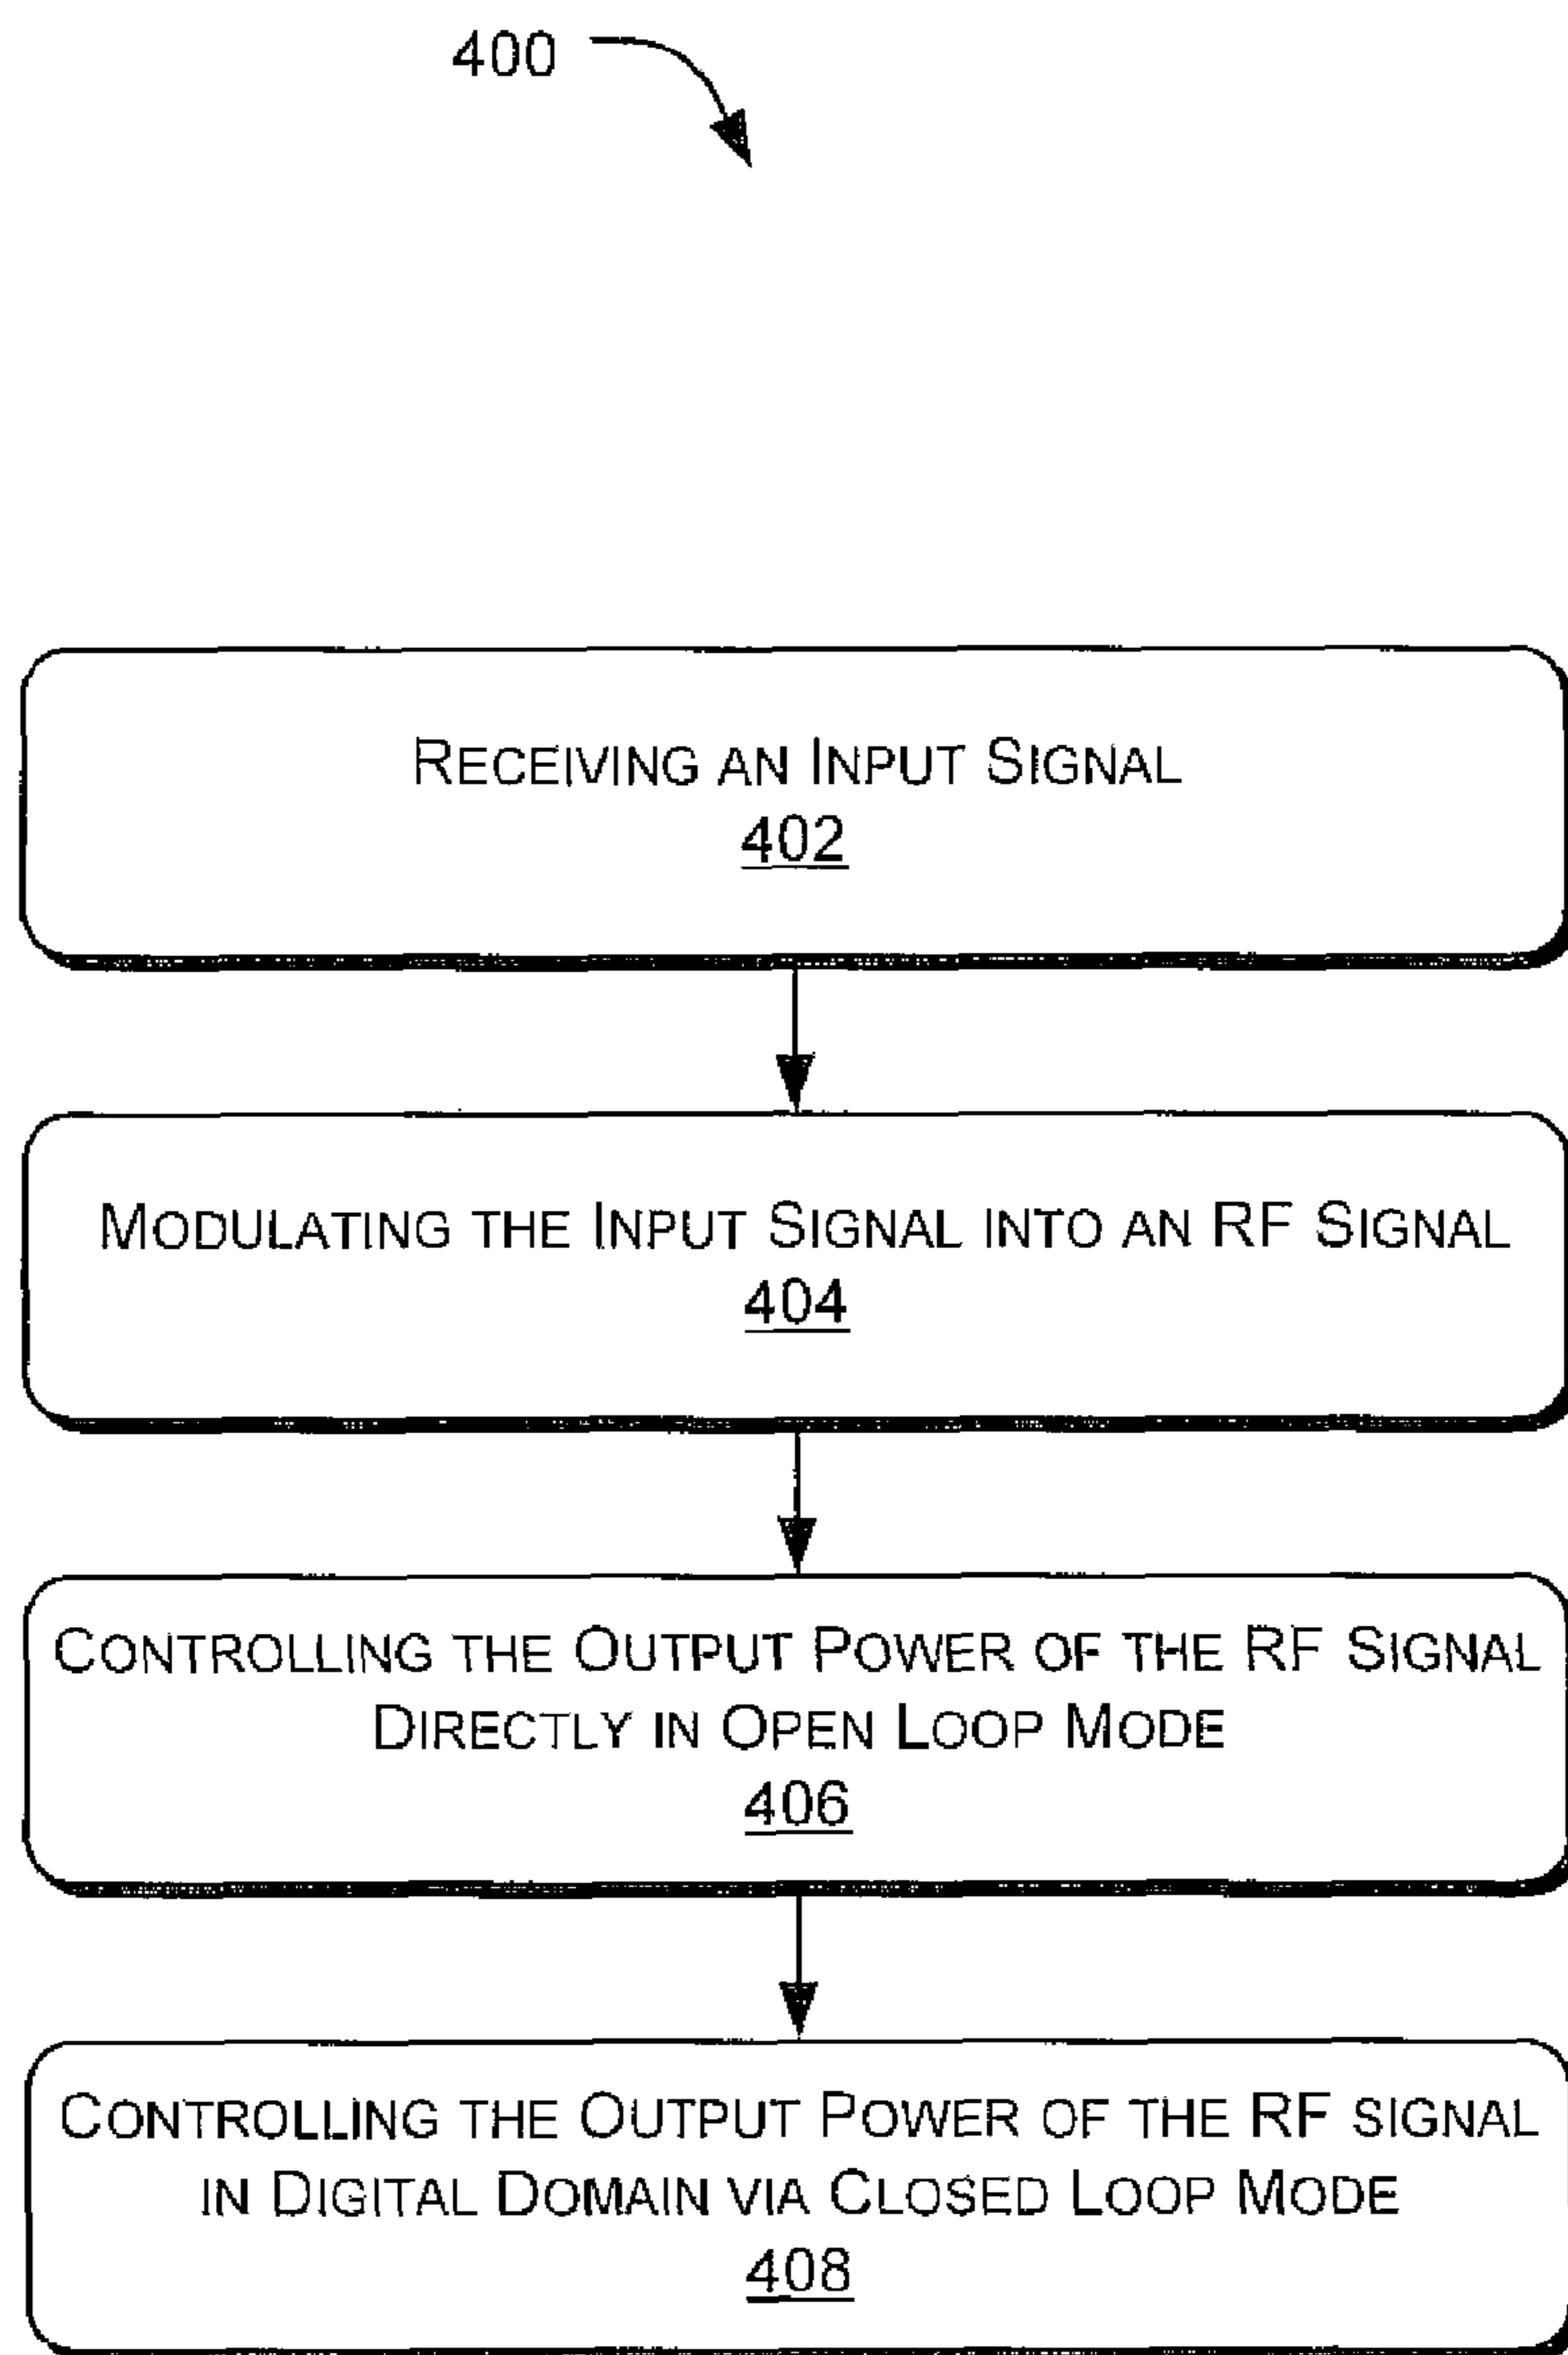 400
RECEIVING AN INPUT SIGNAL
402
MODULATING THE INPUT SIGNAL INTO AN RF SIGNAL
404
CONTROLLING THE OUTPUT POWER OF THE RF SIGNAL
DIRECTLY IN OPEN LOOP MODE
406
CONTROLLING THE OUTPUT POWER OF THE RF SIGNAL
IN DIGITAL DOMAIN VIA CLOSED LOOP MODE
408